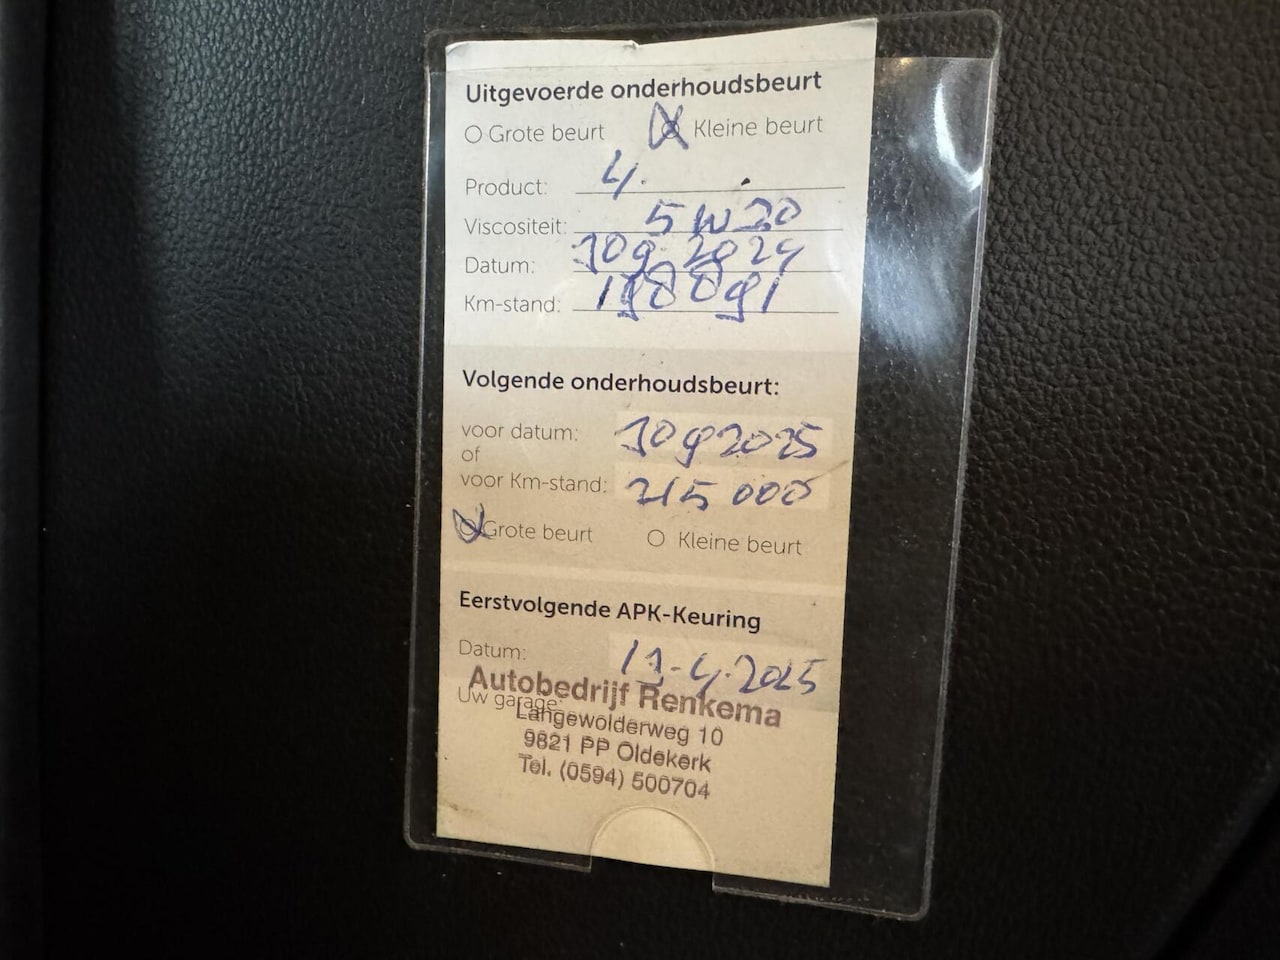 Uitgevoerde onderhoudsbeurt
O Grote beurt Kleine beurt
Product: 4.
Viscositeit: 5W20
Datum: 10 9 2024
Km-stand: 198891
Volgende onderhoudsbeurt:
voor datum: 10 9 2025
of
voor Km-stand: 215 000
Grote beurt O Kleine beurt
Eerstvolgende APK-Keuring
Datum: 11-4-2025
Autobedrijf Renkema
Uw garage:
Langewolderweg 10
9821 PP Oldekerk
Tel. (0594) 500704